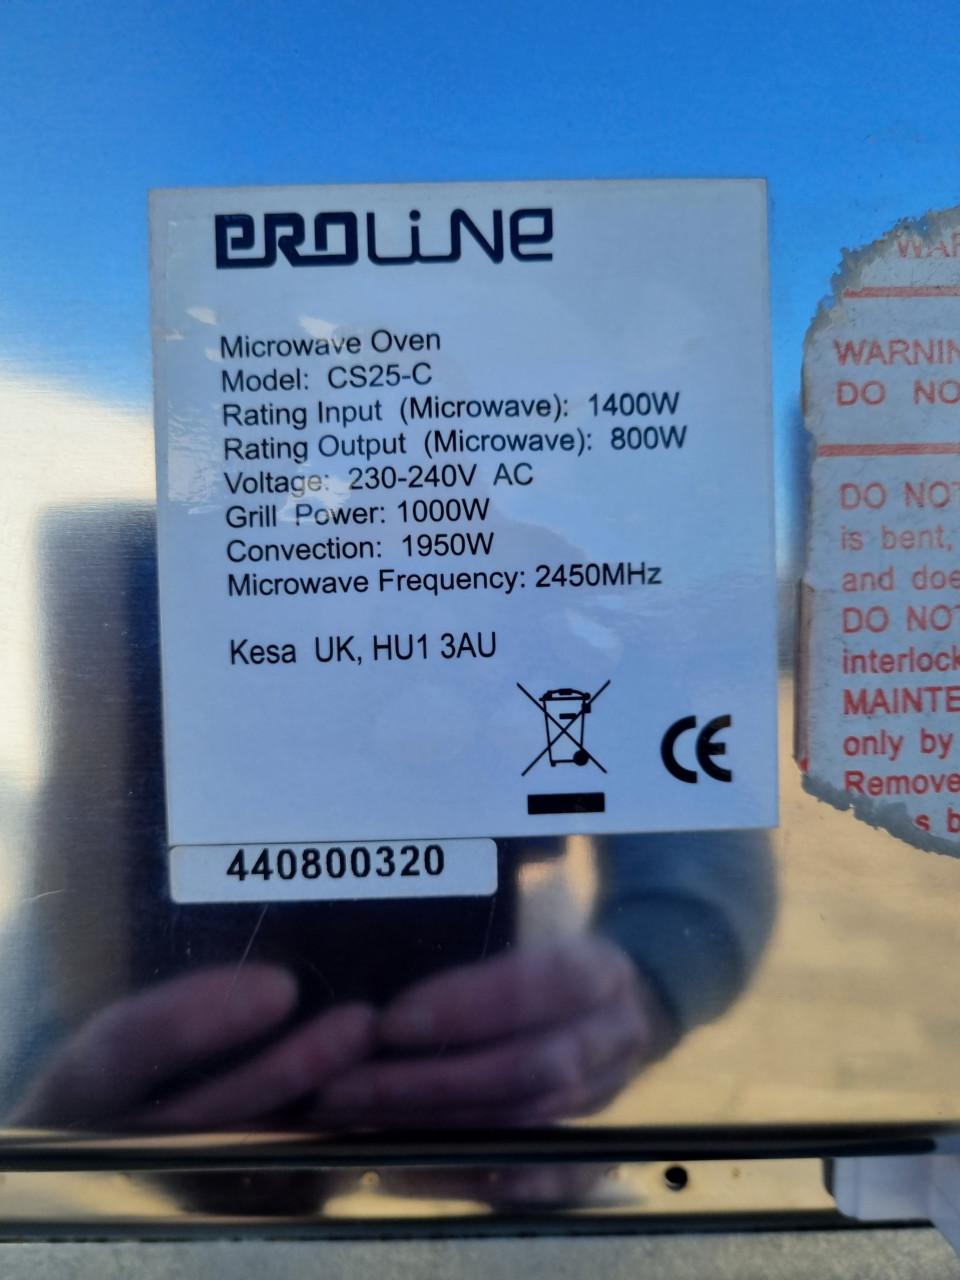 PROLINE
Microwave Oven
Model: CS25-C
Rating Input (Microwave): 1400W
Rating Output (Microwave): 800W
Voltage: 230-240V AC
Grill Power: 1000W
Convection: 1950W
Microwave Frequency: 2450MHz
Kesa UK, HU1 3AU
CE
440800320
WAR
WARNIN
DO NO
DO NOT
is bent,
and doe
DO NOT
interlock
MAINTE
only by
Remove
s b